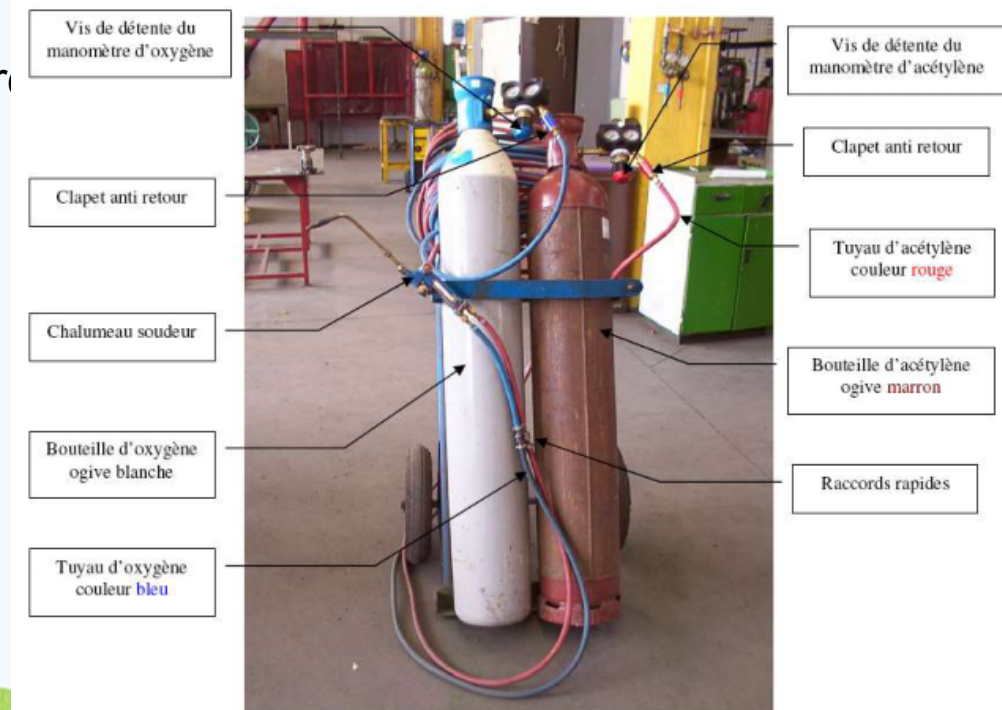 Vis de détente du
manomètre d'oxygène
Clapet anti retour
Chalumeau soudeur
Bouteille d'oxygène
ogive blanche
Tuyau d'oxygène
couleur bleu
Vis de détente du
manomètre d'acétylène
Clapet anti retour
Tuyau d'acétylène
couleur rouge
Bouteille d'acétylène
ogive marron
Raccords rapides